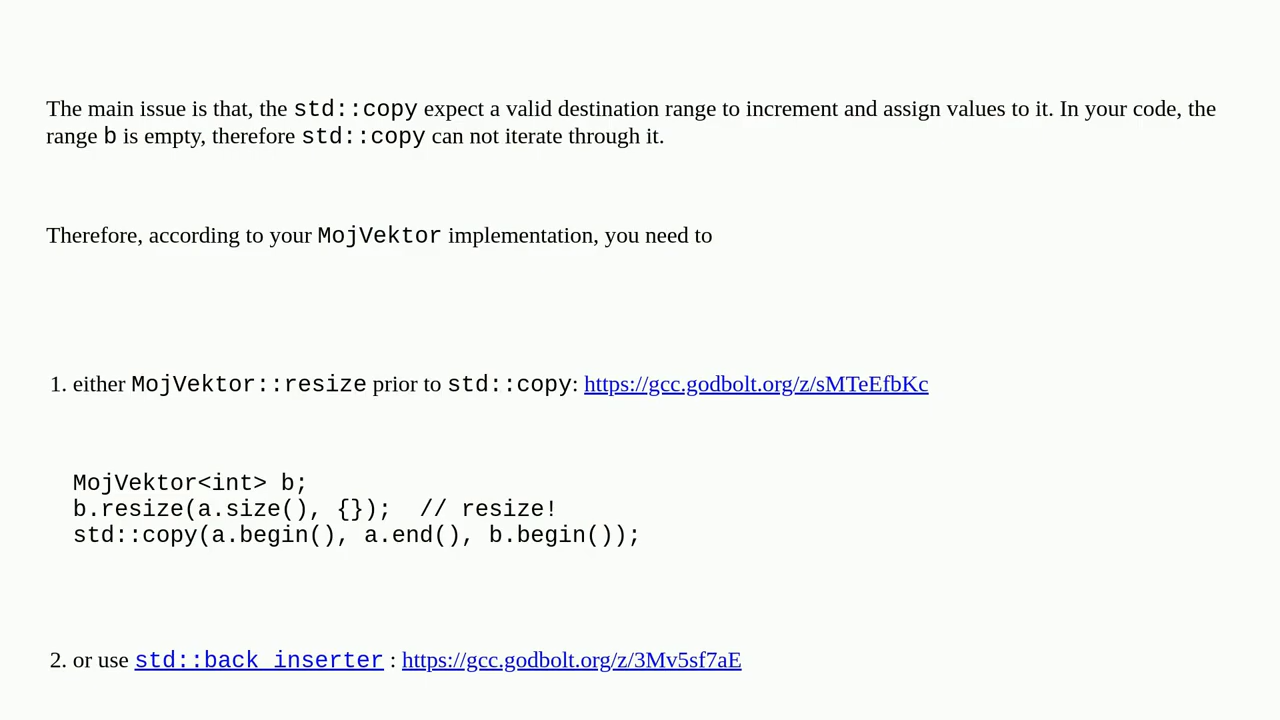 The main issue is that, the std::copy expect a valid destination range to increment and assign values to it. In your code, the
range b is empty, therefore std::copy can not iterate through it.
Therefore, according to your MojVektor implementation, you need to
1. either MojVektor::resize prior to std::copy: https://gcc.godbolt.org/z/sMTeEfbKc
MojVektor<int> b;
b.resize(a.size(), {});  // resize!
std::copy(a.begin(), a.end(), b.begin());
2. or use std::back_inserter : https://gcc.godbolt.org/z/3Mv5sf7aE